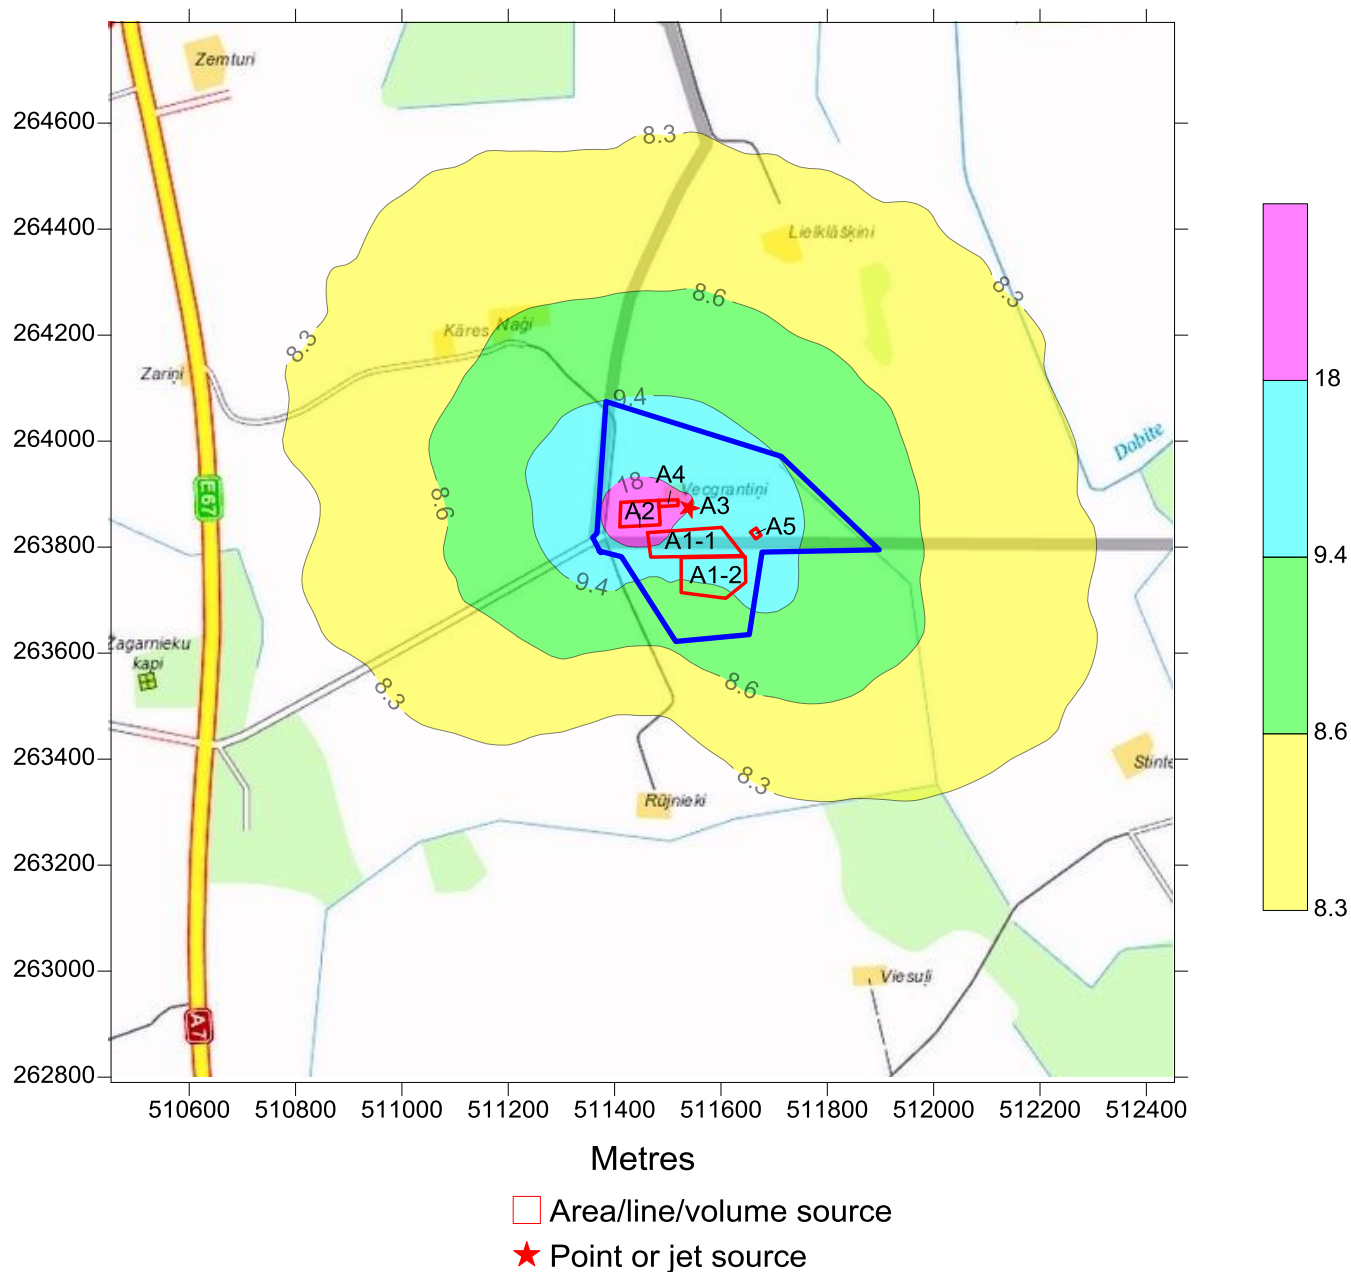 8.3
Zemturi
264600
264400
Lielklāšķini
8.3
8.6
264200
Kāres
Naģi
8.3
Zariņi
18
9.4
264000
Dobite
A4
18
Vecgrantiņi
E67
8.6
A2
A3
A5
263800
A1-1
9.4
A1-2
9.4
Žagarnieku
kapi
263600
8.6
8.3
8.6
263400
Stinte
8.3
Rūjnieki
263200
8.3
263000
Viesuļi
A7
262800
510600 510800 511000 511200 511400 511600 511800 512000 512200 512400
Metres
Area/line/volume source
Point or jet source